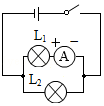 L₁ + −
A
L₂